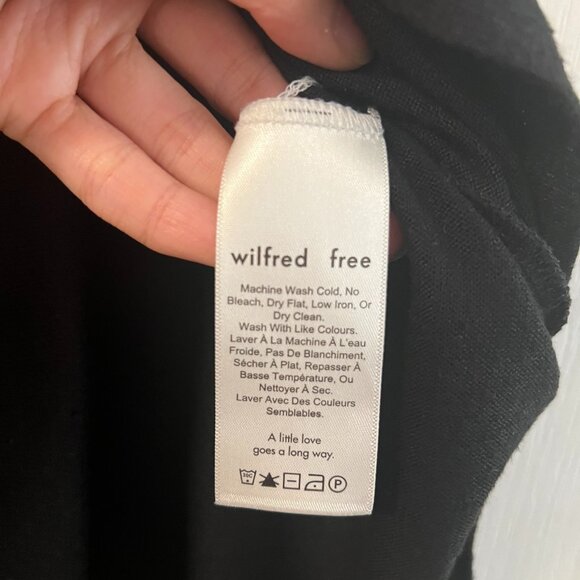 wilfred free
Machine Wash Cold, No
Bleach, Dry Flat, Low Iron, Or
Dry Clean.
Wash With Like Colours.
Laver À La Machine À L'eau
Froide, Pas De Blanchiment,
Sécher À Plat, Repasser À
Basse Température, Ou
Nettoyer À Sec.
Laver Avec Des Couleurs
Semblables.
A little love
goes a long way.
30C P